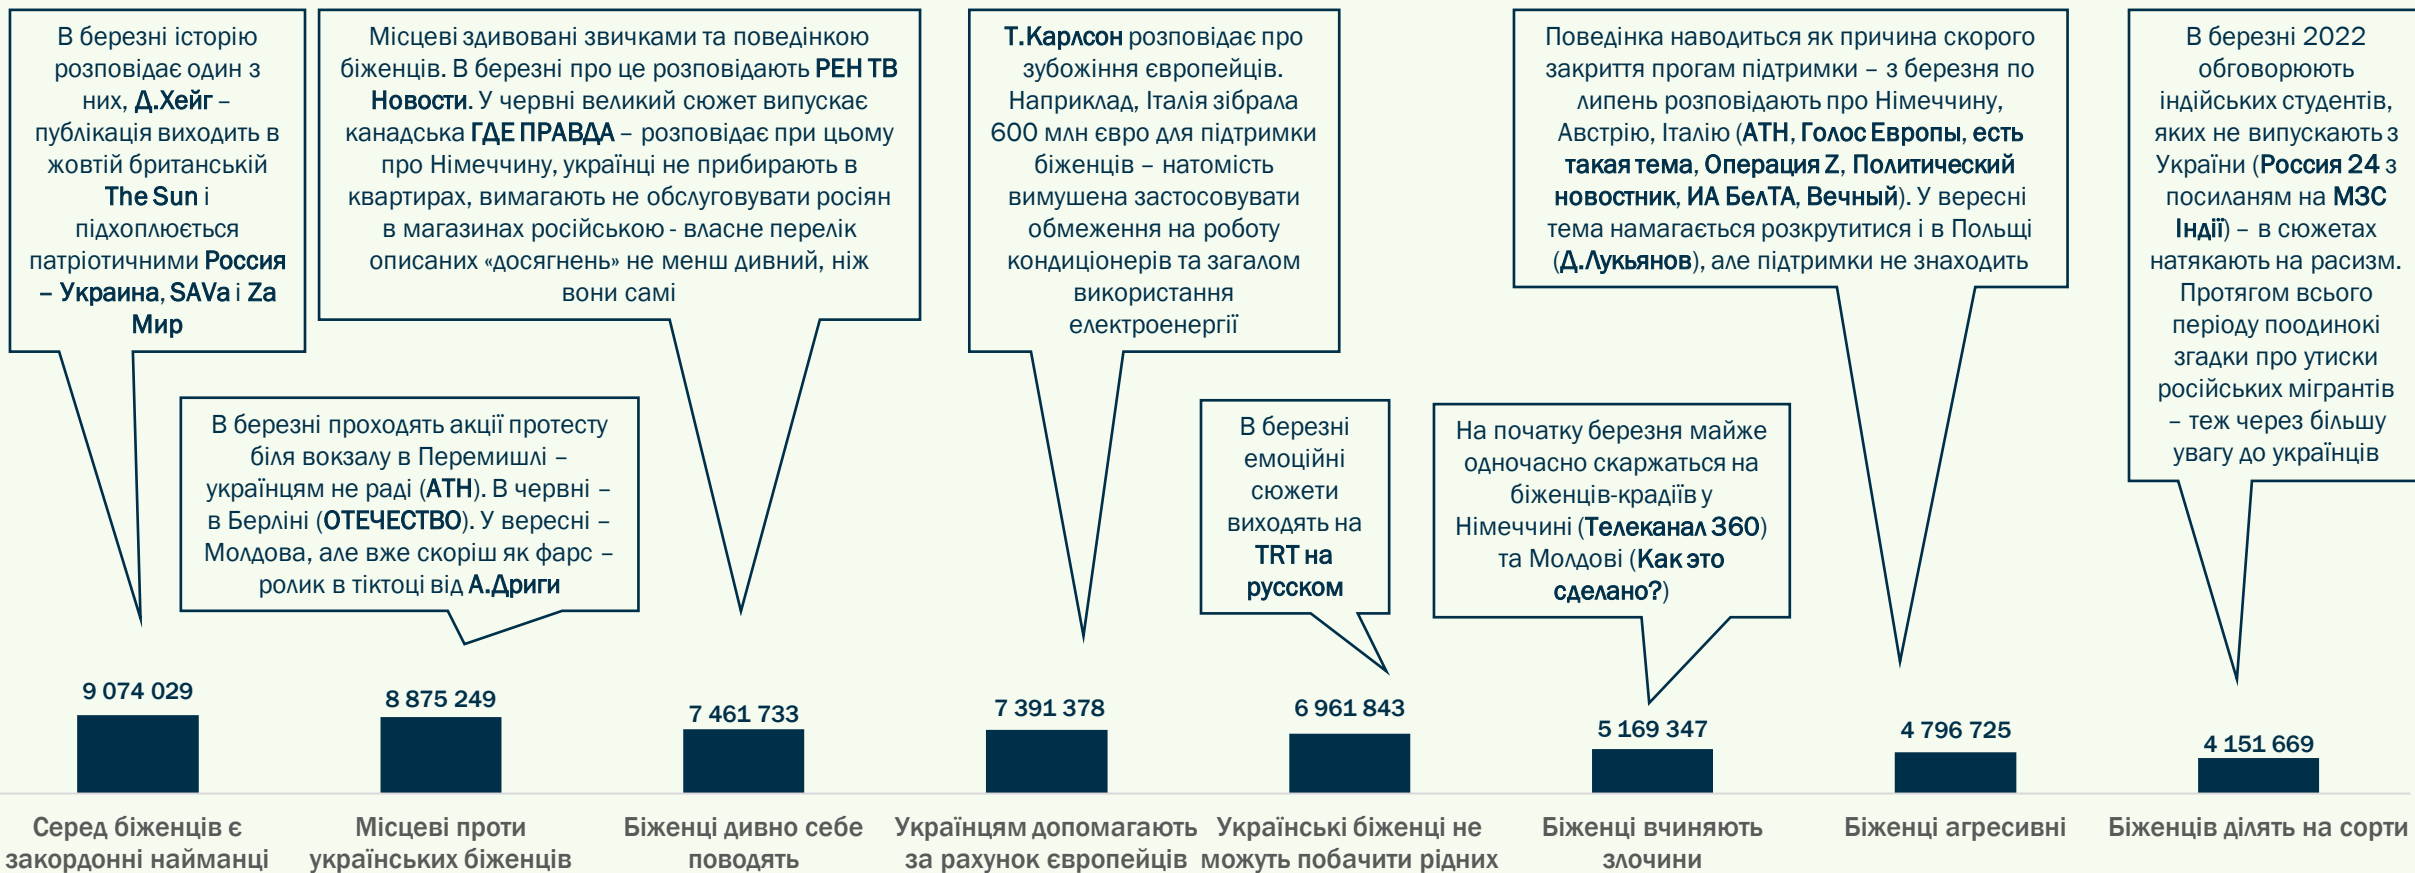 В березні історію
розповідає один з
них, Д.Хейг –
публікація виходить в
жовтій британській
The Sun і
підхоплюється
патріотичними Россия
– Украина, SAVa і Za
Мир
Місцеві здивовані звичками та поведінкою
біженців. В березні про це розповідають РЕН ТВ
Новости. У червні великий сюжет випускає
канадська ГДЕ ПРАВДА – розповідає при цьому
про Німеччину, українці не прибирають в
квартирах, вимагають не обслуговувати росіян
в магазинах російською - власне перелік
описаних «досягнень» не менш дивний, ніж
вони самі
Т.Карлсон розповідає про
зубожіння європейців.
Наприклад, Італія зібрала
600 млн євро для підтримки
біженців – натомість
вимушена застосовувати
обмеження на роботу
кондиціонерів та загалом
використання
електроенергії
Поведінка наводиться як причина скорого
закриття програм підтримки – з березня по
липень розповідають про Німеччину,
Австрію, Італію (АТН, Голос Европы, есть
такая тема, Операция Z, Политический
новостник, ИА БелТА, Вечный). У вересні
тема намагається розкрутитися і в Польщі
(Д.Лукьянов), але підтримки не знаходить
В березні 2022
обговорюють
індійських студентів,
яких не випускають з
України (Россия 24 з
посиланям на МЗС
Індії) – в сюжетах
натякають на расизм.
Протягом всього
періоду поодинокі
згадки про утиски
російських мігрантів
– теж через більшу
увагу до українців
В березні проходять акції протесту
біля вокзалу в Перемишлі –
українцям не раді (АТН). В червні –
в Берліні (ОТЕЧЕСТВО). У вересні –
Молдова, але вже скоріш як фарс –
ролик в тіктоці від А.Дриги
В березні
емоційні
сюжети
виходять на
TRT на
русском
На початку березня майже
одночасно скаржаться на
біженців-крадіїв у
Німеччині (Телеканал 360)
та Молдові (Как это
сделано?)
9 074 029
8 875 249
7 461 733
7 391 378
6 961 843
5 169 347
4 796 725
4 151 669
Серед біженців є
закордонні найманці
Місцеві проти
українських біженців
Біженці дивно себе
поводять
Українцям допомагають
за рахунок європейців
Українські біженці не
можуть побачити рідних
Біженці вчиняють
злочини
Біженці агресивні
Біженців ділять на сорти